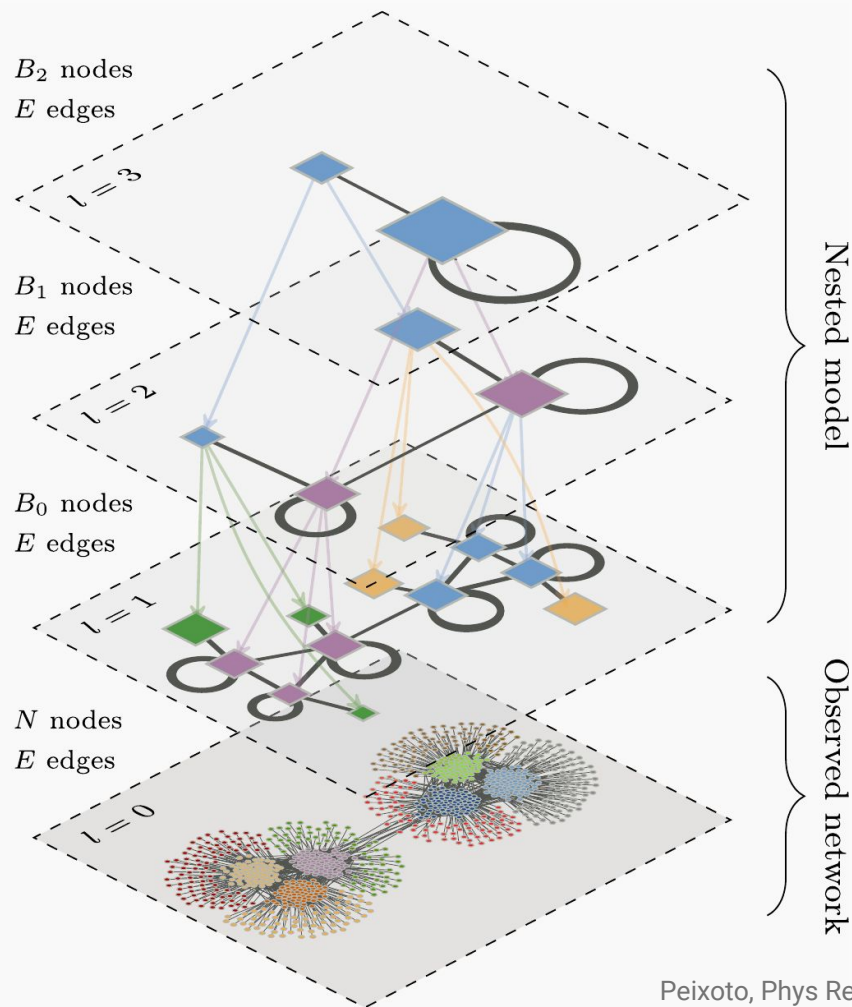 B₂ nodes
E edges
l = 3
B₁ nodes
E edges
l = 2
B₀ nodes
E edges
l = 1
N nodes
E edges
l = 0
Nested model
Observed network
Peixoto, Phys Re